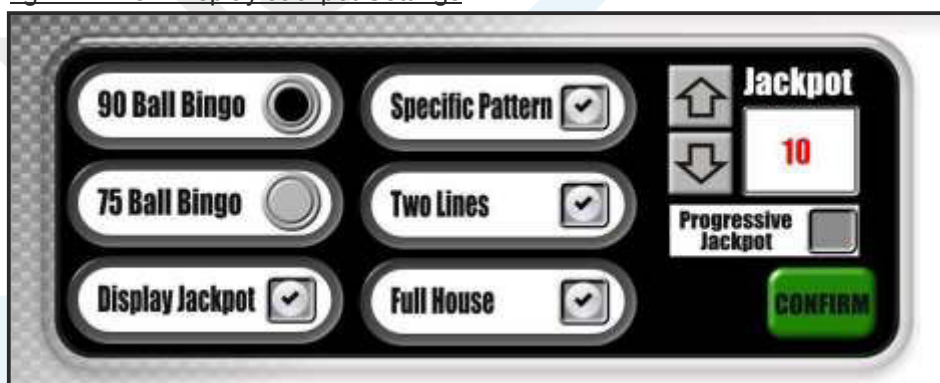 90 Ball Bingo
75 Ball Bingo
Display Jackpot
Specific Pattern
Two Lines
Full House
Jackpot
10
Progressive
Jackpot
CONFIRM